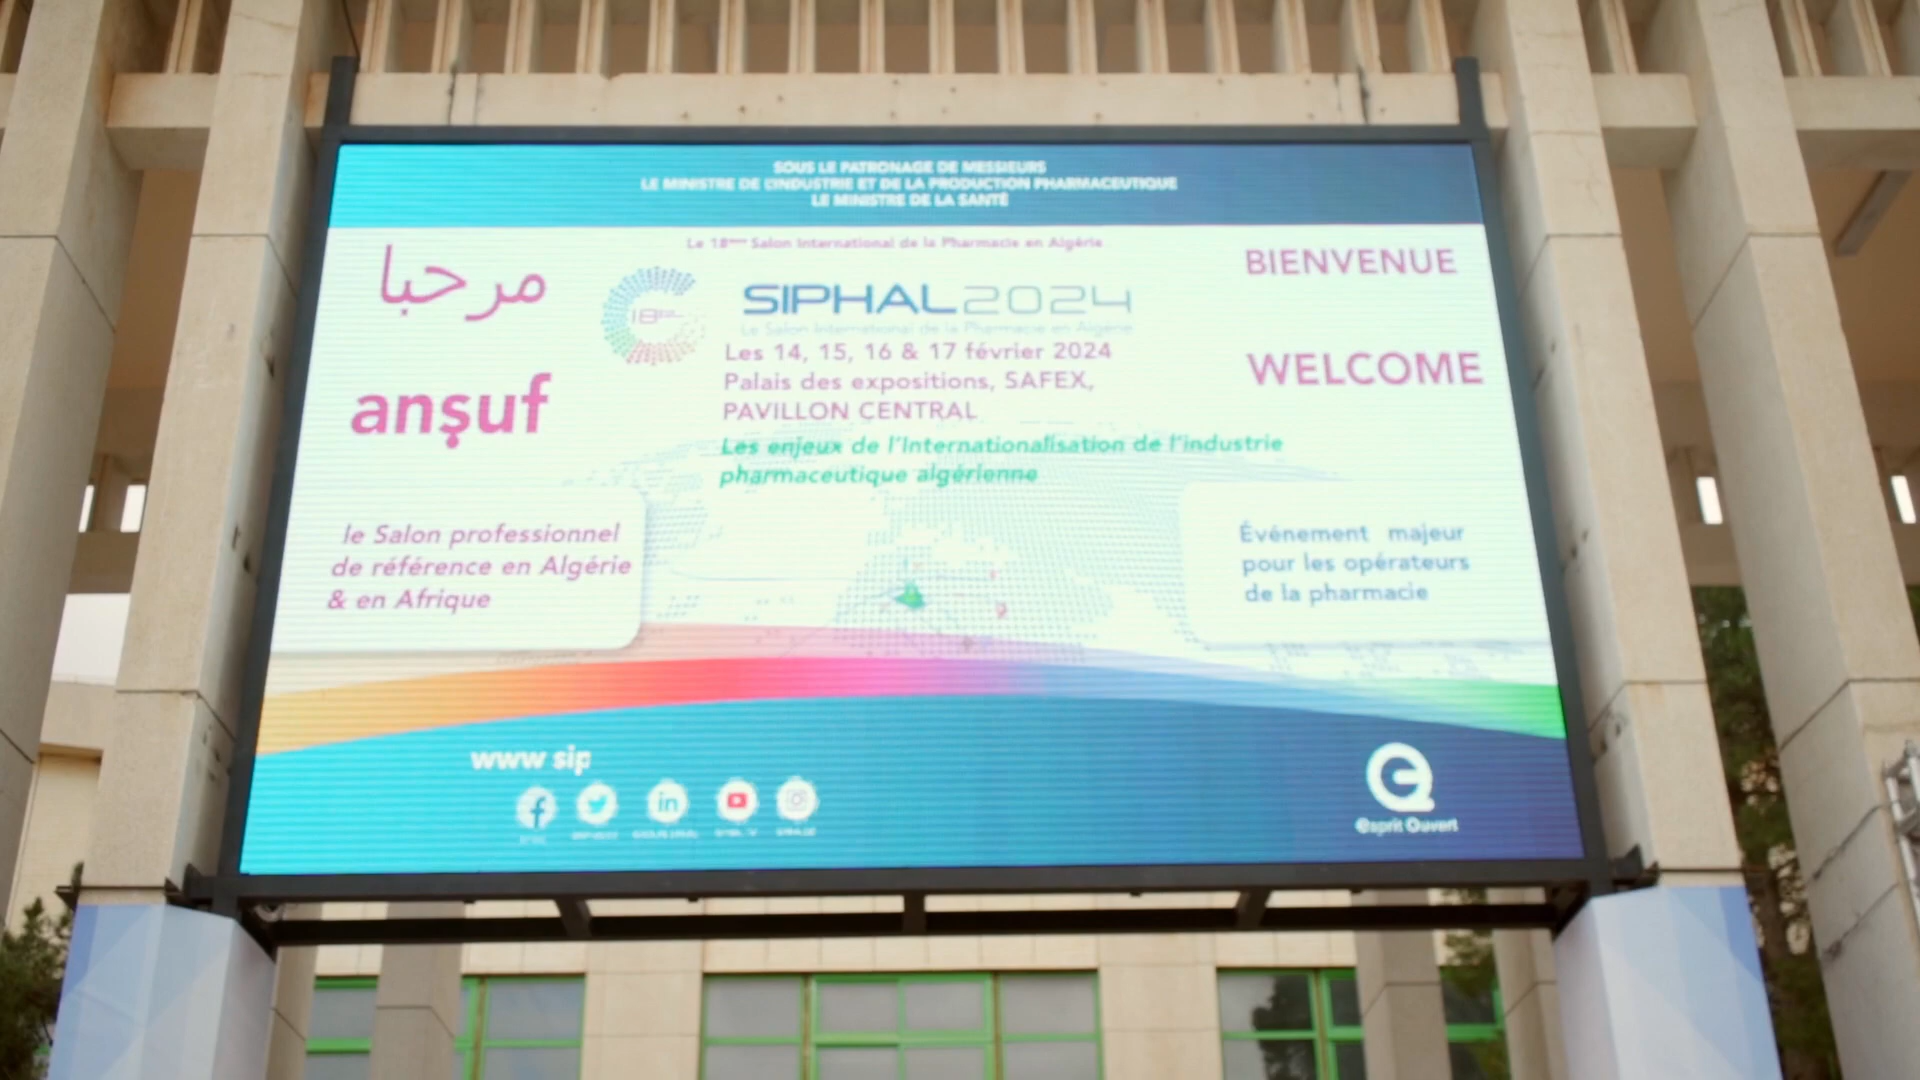 SOUS LE PATRONAGE DE MESSIEURS
LE MINISTRE DE L'INDUSTRIE ET DE LA PRODUCTION PHARMACEUTIQUE
LE MINISTRE DE LA SANTÉ
Le 18ème Salon International de la Pharmacie en Algérie
مرحبا
anṣuf
18ème
SIPHAL2024
Le Salon International de la Pharmacie en Algérie
Les 14, 15, 16 & 17 février 2024
Palais des expositions, SAFEX,
PAVILLON CENTRAL
Les enjeux de l'Internationalisation de l'industrie
pharmaceutique algérienne
BIENVENUE
WELCOME
le Salon professionnel
de référence en Algérie
& en Afrique
Événement majeur
pour les opérateurs
de la pharmacie
www sip
esprit Ouvert